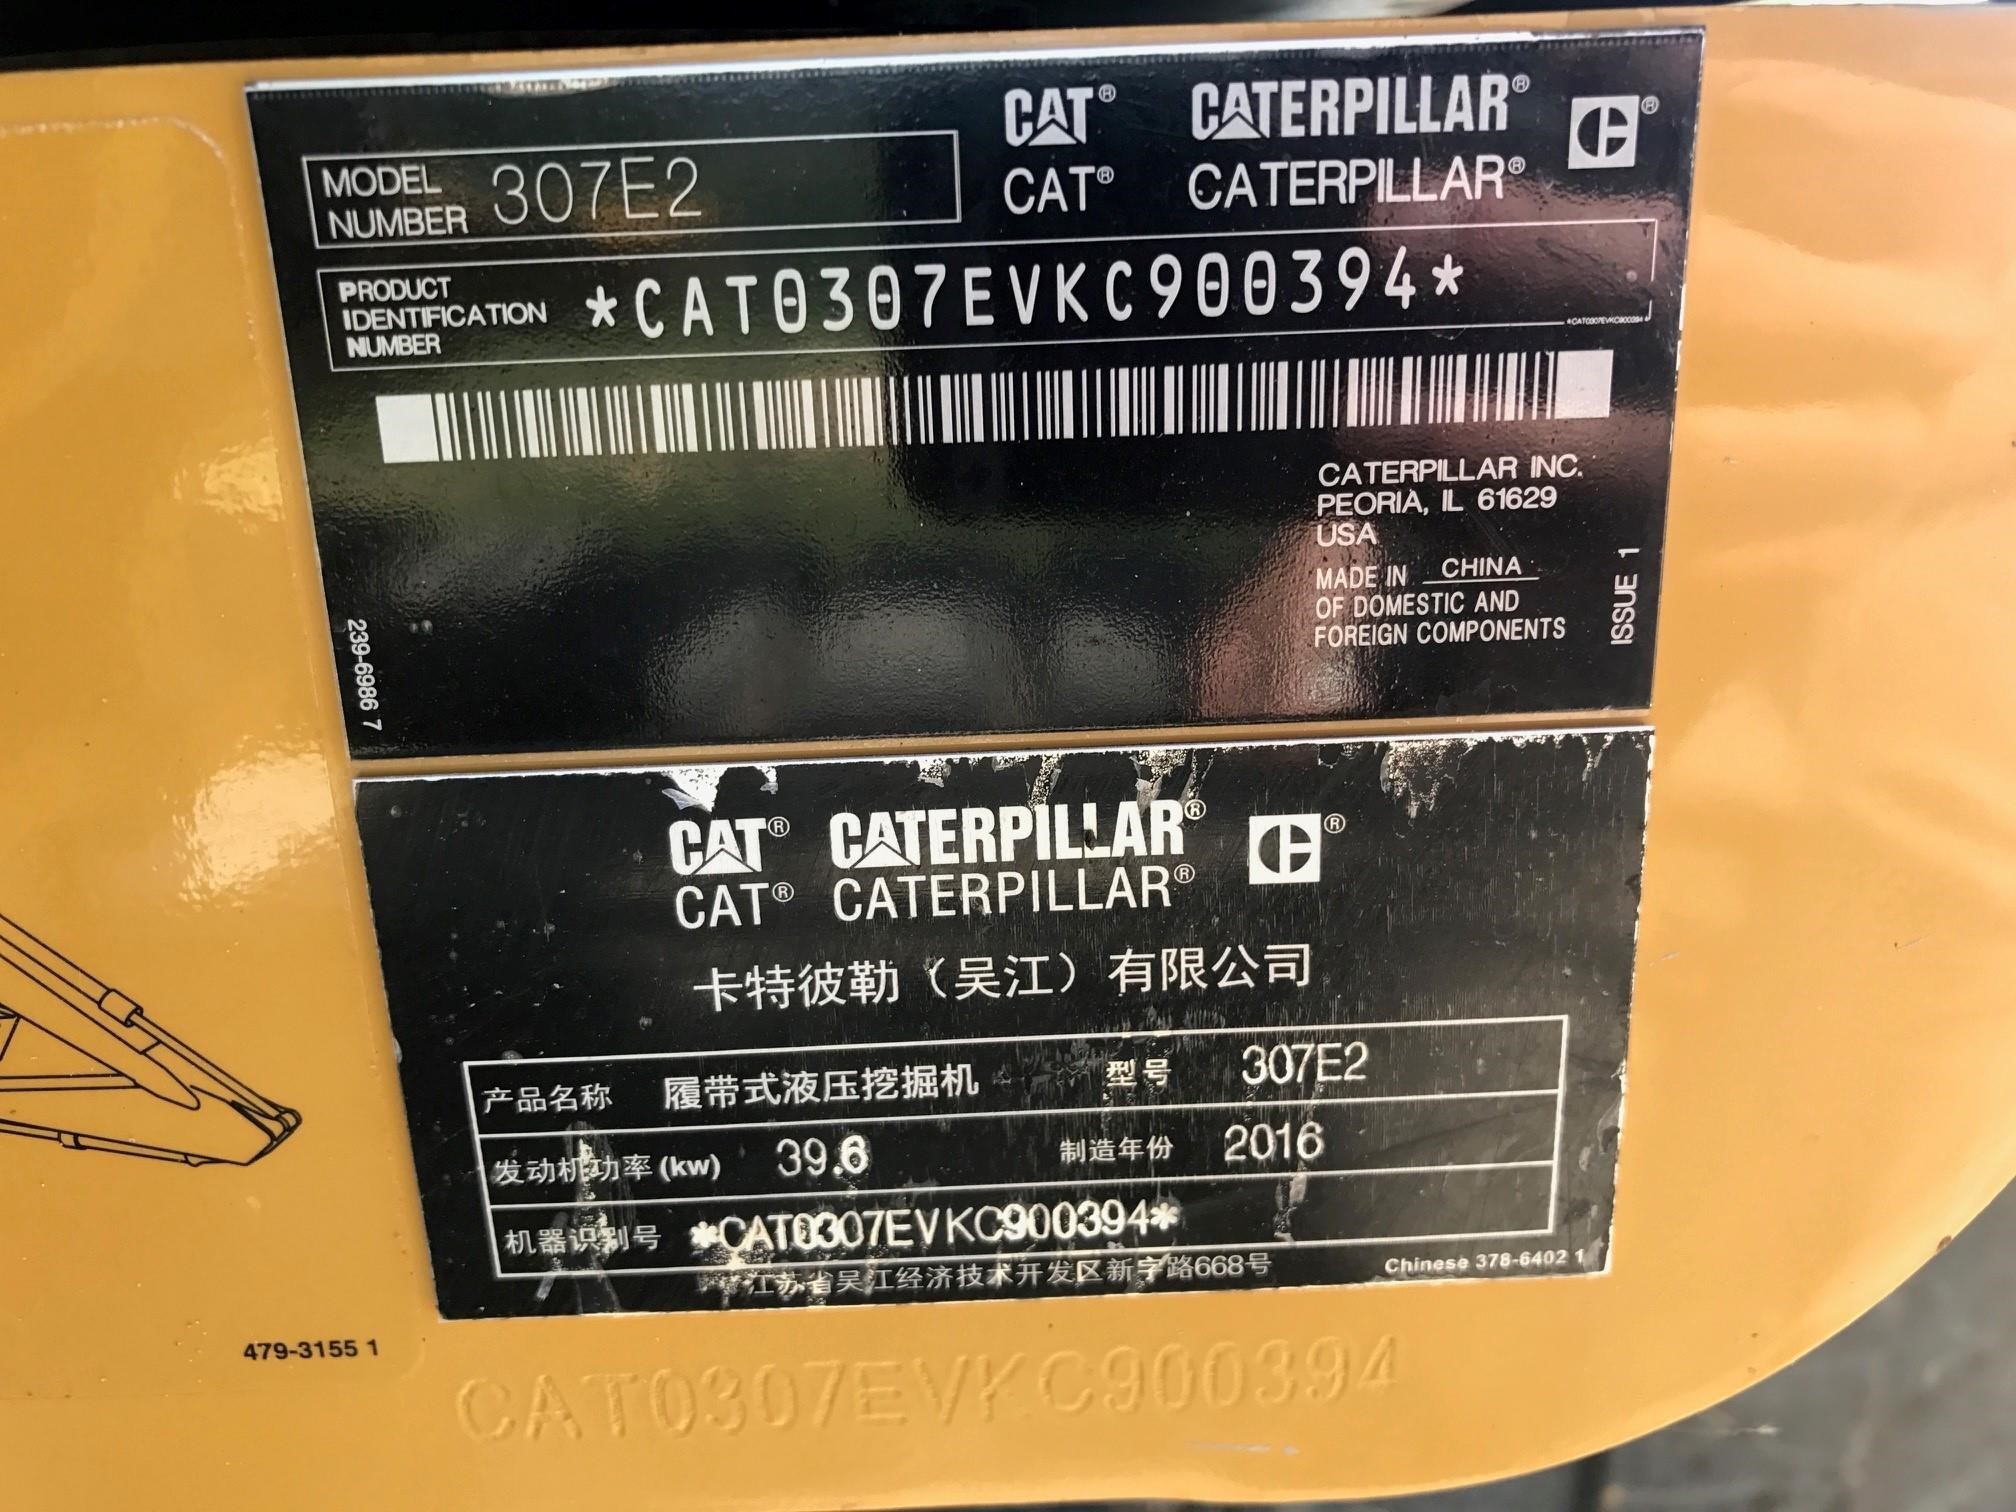 CAT® CATERPILLAR®
CAT® CATERPILLAR®
MODEL NUMBER 307E2
PRODUCT IDENTIFICATION NUMBER *CAT0307EVKC900394*
*CAT0307EVKC900394*
CATERPILLAR INC.
PEORIA, IL 61629
USA
MADE IN CHINA
OF DOMESTIC AND
FOREIGN COMPONENTS
ISSUE 1
239-6986 7
CAT® CATERPILLAR®
CAT® CATERPILLAR®
卡特彼勒（吴江）有限公司
产品名称 履带式液压挖掘机 型号 307E2
发动机功率(kw) 39.6 制造年份 2016
机器识别号 *CAT0307EVKC900394*
江苏省吴江经济技术开发区新字路668号
Chinese 378-6402 1
479-3155 1
CAT0307EVKC900394